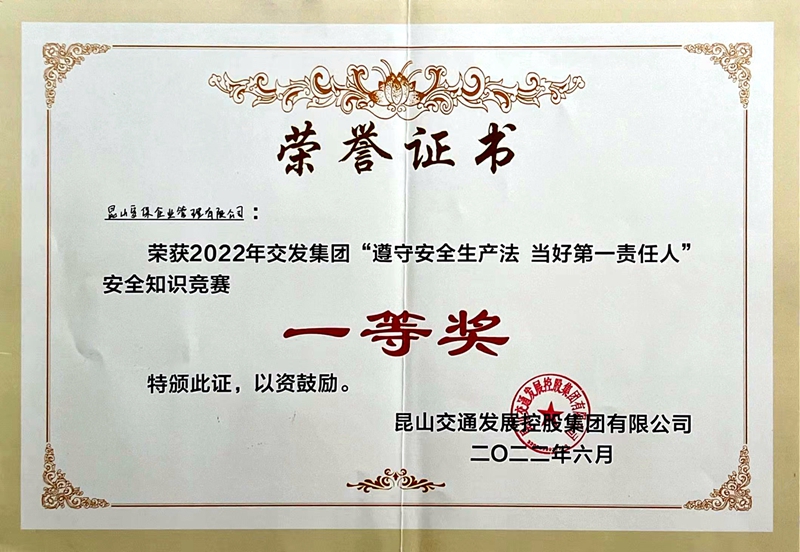 荣誉证书
昆山
企业管理有限公司：
荣获2022年交发集团“遵守安全生产法 当好第一责任人”
安全知识竞赛
一等奖
特颁此证，以资鼓励。
昆山交通发展控股集团有限公司
二〇二二年六月